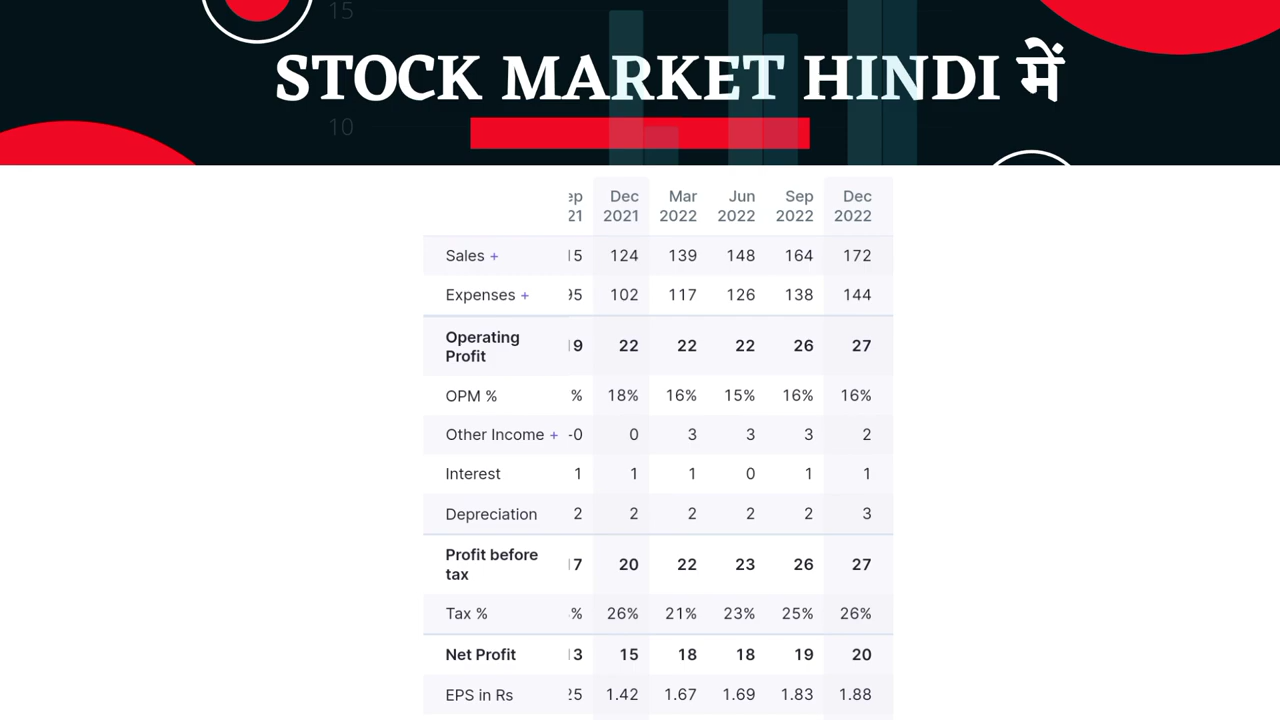 15
STOCK MARKET HINDI में
10
Dec Mar Jun Sep Dec
2021 2022 2022 2022 2022
Sales + 124 139 148 164 172
Expenses + 102 117 126 138 144
Operating
Profit 22 22 22 26 27
OPM % % 18% 16% 15% 16% 16%
Other Income + -0 0 3 3 3 2
Interest 1 1 1 0 1 1
Depreciation 2 2 2 2 2 3
Profit before
tax 20 22 23 26 27
Tax % % 26% 21% 23% 25% 26%
Net Profit 15 18 18 19 20
EPS in Rs 1.42 1.67 1.69 1.83 1.88